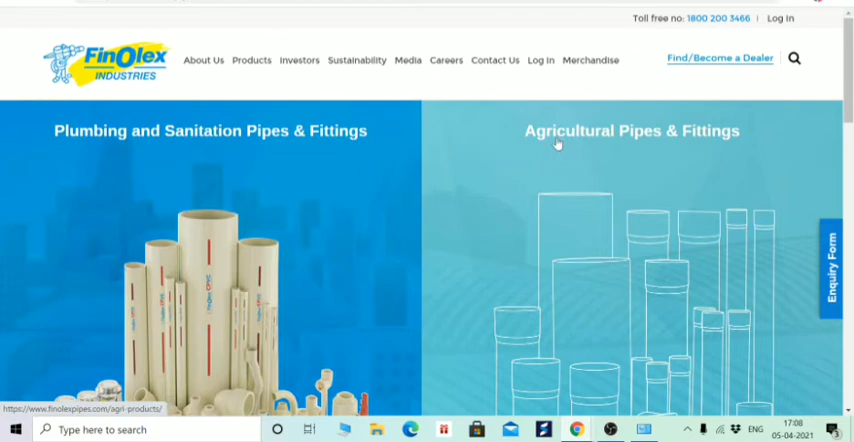 Toll free no: 1800 200 3466 | Log In
FinOlex
INDUSTRIES
About Us Products Investors Sustainability Media Careers Contact Us Log In Merchandise
Find/Become a Dealer
Plumbing and Sanitation Pipes & Fittings
Agricultural Pipes & Fittings
Enquiry Form
https://www.finolexpipes.com/agri-products/
Type here to search
ENG
17:08
05-04-2021
3